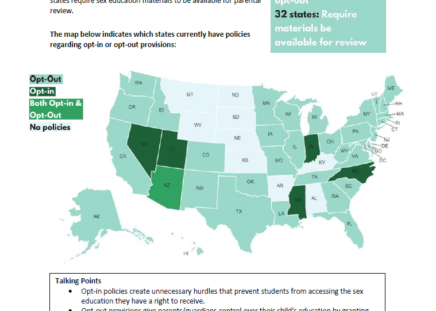 states require sex education materials to be available for parental
review.
opt-out
32 states: Require
materials be
available for review
The map below indicates which states currently have policies
regarding opt-in or opt-out provisions:
Opt-Out
Opt-in
Both Opt-in &
Opt-Out
No policies
WA
MT
ND
MN
ME
VT
NH
OR
ID
SD
WI
MI
NY
MA
RI
CT
WY
IA
PA
NJ
DE
NE
IL
OH
CA
UT
CO
KS
MO
KY
WV
VA
DC
AZ
NM
OK
AR
TN
SC
TX
LA
AL
GA
FL
AK
HI
Talking Points
• Opt-in policies create unnecessary hurdles that prevent students from accessing the sex
education they have a right to receive.
• Opt-out provisions give parents/guardians control over their child's education by granting